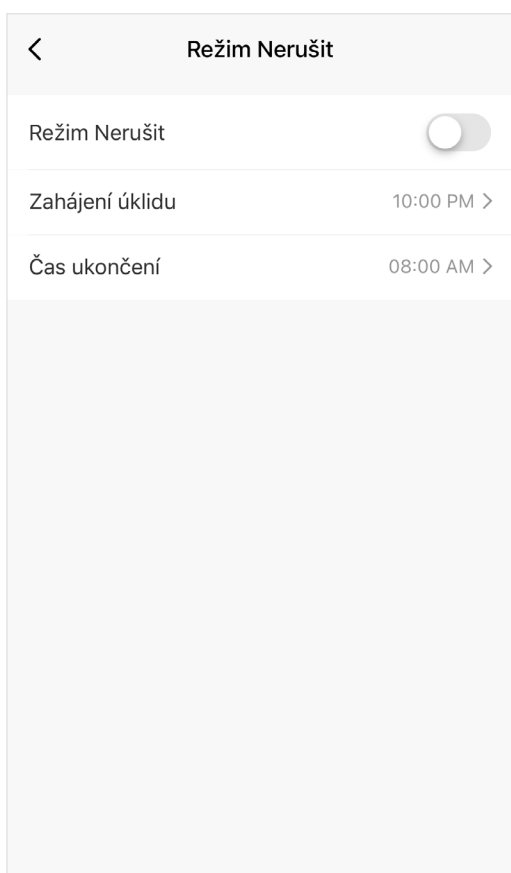 Režim Nerušit
Režim Nerušit
Zahájení úklidu 10:00 PM
Čas ukončení 08:00 AM